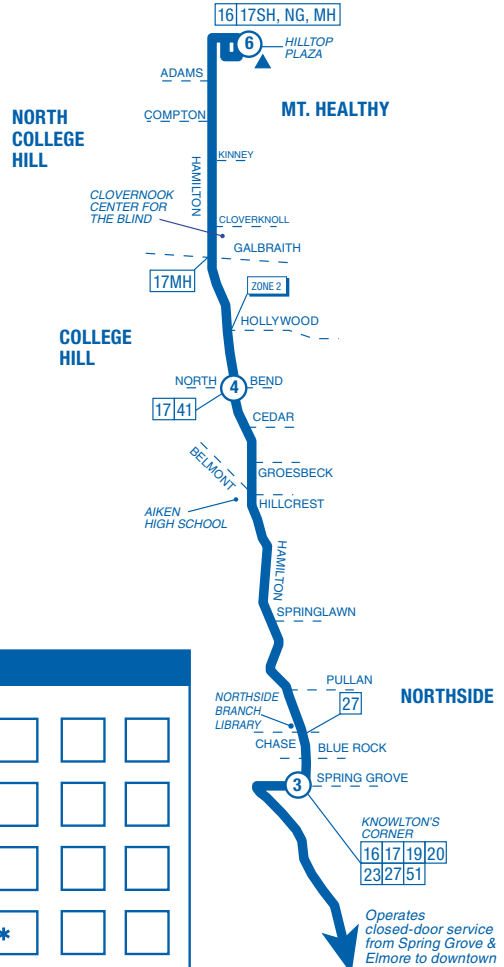 16 17SH, NG, MH
6
HILLTOP
PLAZA
ADAMS
MT. HEALTHY
COMPTON
NORTH
COLLEGE
HILL
KINNEY
HAMILTON
CLOVERNOOK
CENTER FOR
THE BLIND
CLOVERKNOLL
GALBRAITH
17MH
ZONE 2
HOLLYWOOD
COLLEGE
HILL
NORTH 4 BEND
17 41
CEDAR
BELMONT
GROESBECK
HILLCREST
AIKEN
HIGH SCHOOL
HAMILTON
SPRINGLAWN
PULLAN
27
NORTHSIDE
NORTHSIDE
BRANCH
LIBRARY
CHASE
BLUE ROCK
3
SPRING GROVE
KNOWLTON'S
CORNER
16 17 19 20
23 27 51
*
Operates
closed-door service
from Spring Grove &
Elmore to downtown